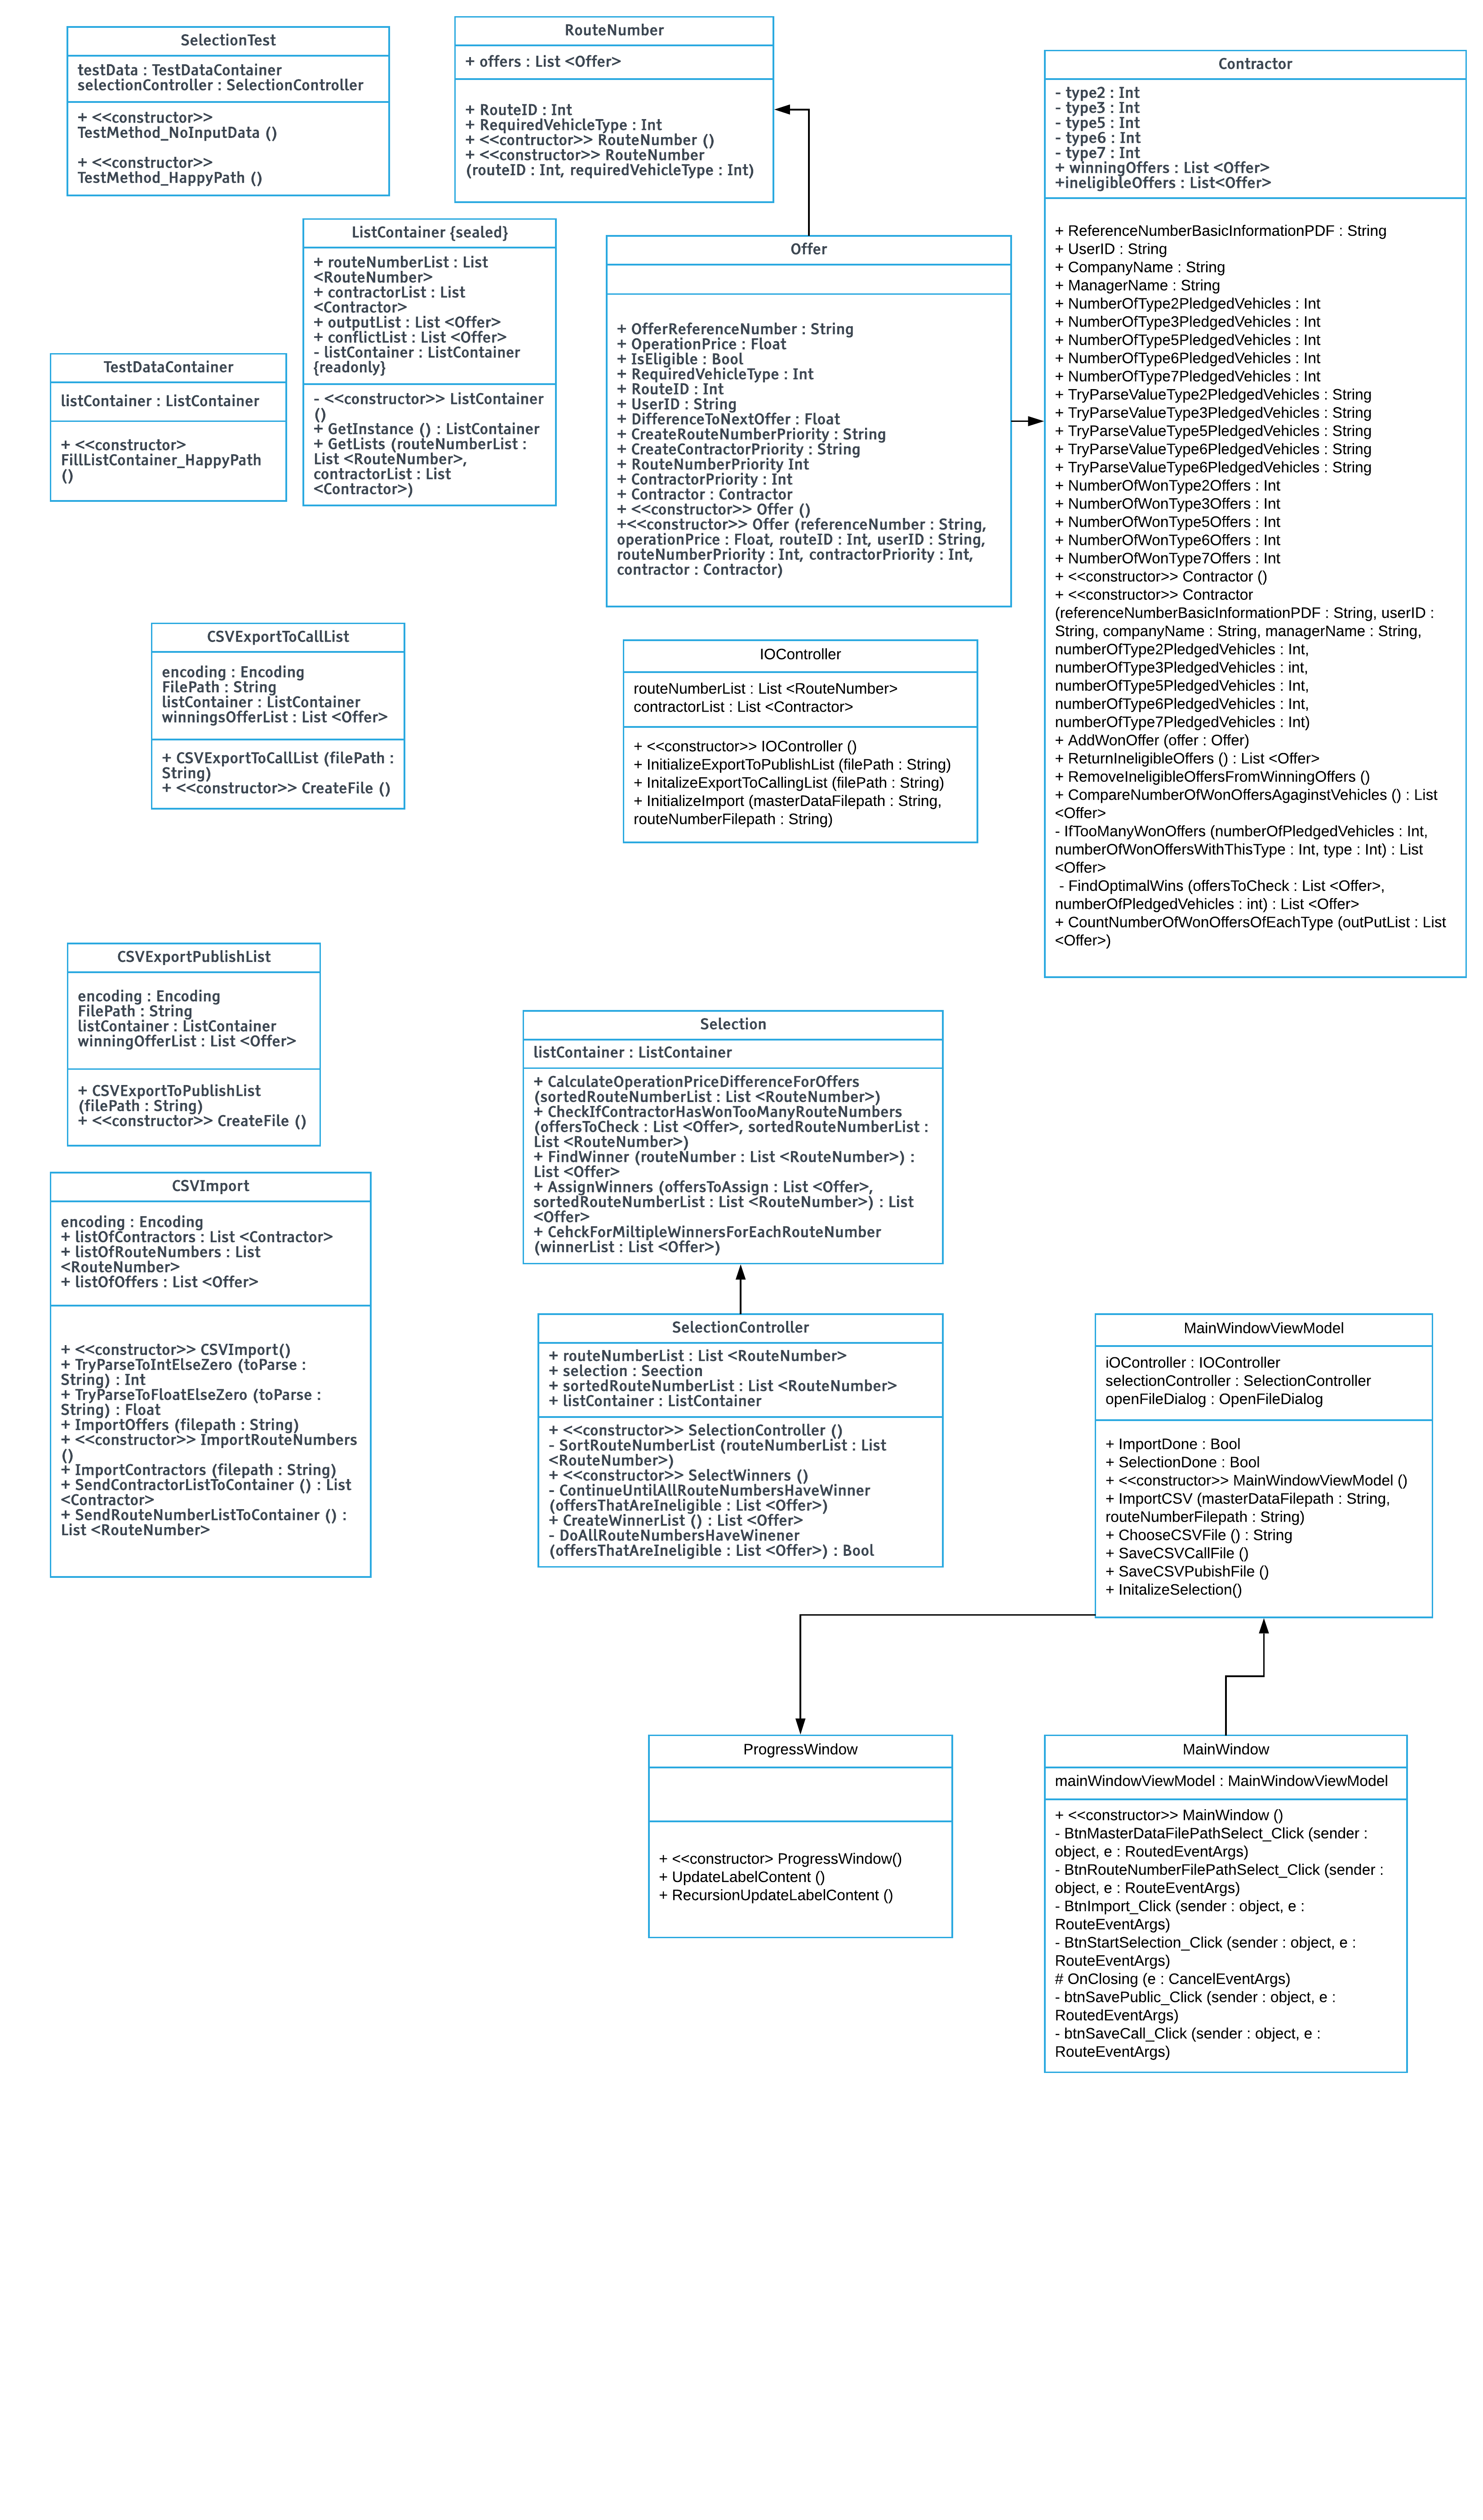 SelectionTest
testData : TestDataContainer
selectionController : SelectionController
+ <<constructor>>
TestMethod_NoInputData ()
+ <<constructor>>
TestMethod_HappyPath ()
RouteNumber
+ offers : List <Offer>
+ RouteID : Int
+ RequiredVehicleType : Int
+ <<contructor>> RouteNumber ()
+ <<constructor>> RouteNumber
(routeID : Int, requiredVehicleType : Int)
Contractor
- type2 : Int
- type3 : Int
- type5 : Int
- type6 : Int
- type7 : Int
+ winningOffers : List <Offer>
+ineligibleOffers : List<Offer>
+ ReferenceNumberBasicInformationPDF : String
+ UserID : String
+ CompanyName : String
+ ManagerName : String
+ NumberOfType2PledgedVehicles : Int
+ NumberOfType3PledgedVehicles : Int
+ NumberOfType5PledgedVehicles : Int
+ NumberOfType6PledgedVehicles : Int
+ NumberOfType7PledgedVehicles : Int
+ TryParseValueType2PledgedVehicles : String
+ TryParseValueType3PledgedVehicles : String
+ TryParseValueType5PledgedVehicles : String
+ TryParseValueType6PledgedVehicles : String
+ TryParseValueType6PledgedVehicles : String
+ NumberOfWonType2Offers : Int
+ NumberOfWonType3Offers : Int
+ NumberOfWonType5Offers : Int
+ NumberOfWonType6Offers : Int
+ NumberOfWonType7Offers : Int
+ <<constructor>> Contractor ()
+ <<constructor>> Contractor
(referenceNumberBasicInformationPDF : String, userID :
String, companyName : String, managerName : String,
numberOfType2PledgedVehicles : Int,
numberOfType3PledgedVehicles : int,
numberOfType5PledgedVehicles : Int,
numberOfType6PledgedVehicles : Int,
numberOfType7PledgedVehicles : Int)
+ AddWonOffer (offer : Offer)
+ ReturnIneligibleOffers () : List <Offer>
+ RemoveIneligibleOffersFromWinningOffers ()
+ CompareNumberOfWonOffersAgaginstVehicles () : List
<Offer>
- IfTooManyWonOffers (numberOfPledgedVehicles : Int,
numberOfWonOffersWithThisType : Int, type : Int) : List
<Offer>
- FindOptimalWins (offersToCheck : List <Offer>,
numberOfPledgedVehicles : int) : List <Offer>
+ CountNumberOfWonOffersOfEachType (outPutList : List
<Offer>)
ListContainer {sealed}
+ routeNumberList : List
<RouteNumber>
+ contractorList : List
<Contractor>
+ outputList : List <Offer>
+ conflictList : List <Offer>
- listContainer : ListContainer
{readonly}
- <<constructor>> ListContainer
()
+ GetInstance () : ListContainer
+ GetLists (routeNumberList :
List <RouteNumber>,
contractorList : List
<Contractor>)
Offer
+ OfferReferenceNumber : String
+ OperationPrice : Float
+ IsEligible : Bool
+ RequiredVehicleType : Int
+ RouteID : Int
+ UserID : String
+ DifferenceToNextOffer : Float
+ CreateRouteNumberPriority : String
+ CreateContractorPriority : String
+ RouteNumberPriority Int
+ ContractorPriority : Int
+ Contractor : Contractor
+ <<constructor>> Offer ()
+<<constructor>> Offer (referenceNumber : String,
operationPrice : Float, routeID : Int, userID : String,
routeNumberPriority : Int, contractorPriority : Int,
contractor : Contractor)
TestDataContainer
listContainer : ListContainer
+ <<constructor>
FillListContainer_HappyPath
()
CSVExportToCallList
encoding : Encoding
FilePath : String
listContainer : ListContainer
winningsOfferList : List <Offer>
+ CSVExportToCallList (filePath :
String)
+ <<constructor>> CreateFile ()
IOController
routeNumberList : List <RouteNumber>
contractorList : List <Contractor>
+ <<constructor>> IOController ()
+ InitializeExportToPublishList (filePath : String)
+ InitalizeExportToCallingList (filePath : String)
+ InitializeImport (masterDataFilepath : String,
routeNumberFilepath : String)
CSVExportPublishList
encoding : Encoding
FilePath : String
listContainer : ListContainer
winningOfferList : List <Offer>
+ CSVExportToPublishList
(filePath : String)
+ <<constructor>> CreateFile ()
Selection
listContainer : ListContainer
+ CalculateOperationPriceDifferenceForOffers
(sortedRouteNumberList : List <RouteNumber>)
+ CheckIfContractorHasWonTooManyRouteNumbers
(offersToCheck : List <Offer>, sortedRouteNumberList :
List <RouteNumber>)
+ FindWinner (routeNumber : List <RouteNumber>) :
List <Offer>
+ AssignWinners (offersToAssign : List <Offer>,
sortedRouteNumberList : List <RouteNumber>) : List
<Offer>
+ CehckForMiltipleWinnersForEachRouteNumber
(winnerList : List <Offer>)
CSVImport
encoding : Encoding
+ listOfContractors : List <Contractor>
+ listOfRouteNumbers : List
<RouteNumber>
+ listOfOffers : List <Offer>
+ <<constructor>> CSVImport()
+ TryParseToIntElseZero (toParse :
String) : Int
+ TryParseToFloatElseZero (toParse :
String) : Float
+ ImportOffers (filepath : String)
+ <<constructor>> ImportRouteNumbers
()
+ ImportContractors (filepath : String)
+ SendContractorListToContainer () : List
<Contractor>
+ SendRouteNumberListToContainer () :
List <RouteNumber>
SelectionController
+ routeNumberList : List <RouteNumber>
+ selection : Seection
+ sortedRouteNumberList : List <RouteNumber>
+ listContainer : ListContainer
+ <<constructor>> SelectionController ()
- SortRouteNumberList (routeNumberList : List
<RouteNumber>)
+ <<constructor>> SelectWinners ()
- ContinueUntilAllRouteNumbersHaveWinner
(offersThatAreIneligible : List <Offer>)
+ CreateWinnerList () : List <Offer>
- DoAllRouteNumbersHaveWinener
(offersThatAreIneligible : List <Offer>) : Bool
MainWindowViewModel
iOController : IOController
selectionController : SelectionController
openFileDialog : OpenFileDialog
+ ImportDone : Bool
+ SelectionDone : Bool
+ <<constructor>> MainWindowViewModel ()
+ ImportCSV (masterDataFilepath : String,
routeNumberFilepath : String)
+ ChooseCSVFile () : String
+ SaveCSVCallFile ()
+ SaveCSVPubishFile ()
+ InitalizeSelection()
ProgressWindow
+ <<constructor> ProgressWindow()
+ UpdateLabelContent ()
+ RecursionUpdateLabelContent ()
MainWindow
mainWindowViewModel : MainWindowViewModel
+ <<constructor>> MainWindow ()
- BtnMasterDataFilePathSelect_Click (sender :
object, e : RoutedEventArgs)
- BtnRouteNumberFilePathSelect_Click (sender :
object, e : RouteEventArgs)
- BtnImport_Click (sender : object, e :
RouteEventArgs)
- BtnStartSelection_Click (sender : object, e :
RouteEventArgs)
# OnClosing (e : CancelEventArgs)
- btnSavePublic_Click (sender : object, e :
RoutedEventArgs)
- btnSaveCall_Click (sender : object, e :
RouteEventArgs)